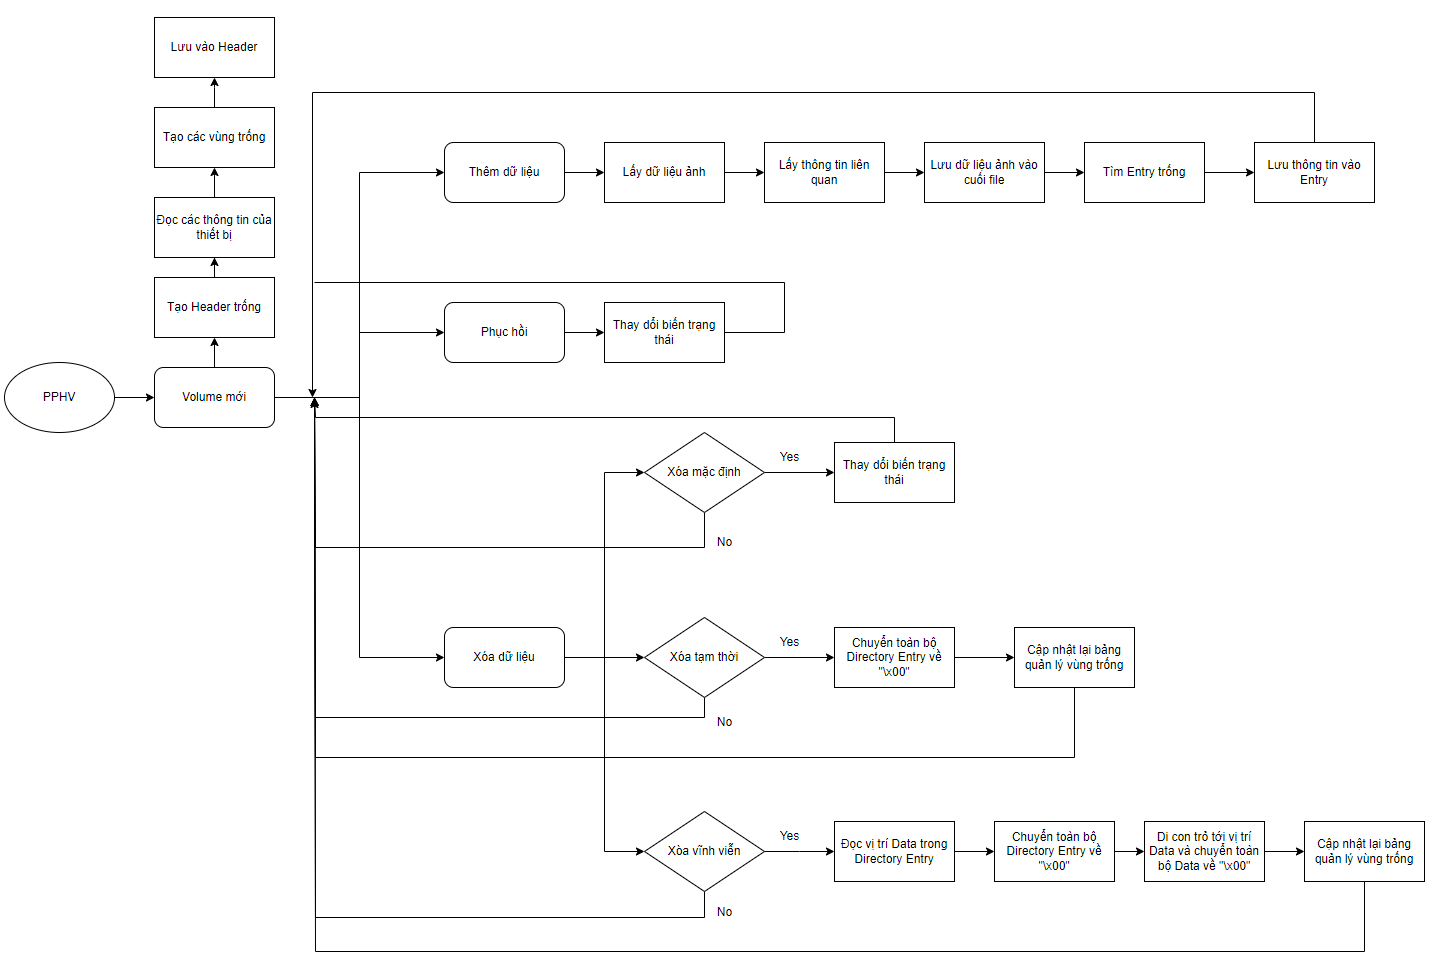 Lưu vào Header
Tạo các vùng trống
Đọc các thông tin của
thiết bị
Tạo Header trống
PPHV
Volume mới
Thêm dữ liệu
Lấy dữ liệu ảnh
Lấy thông tin liên
quan
Lưu dữ liệu ảnh vào
cuối file
Tìm Entry trống
Lưu thông tin vào
Entry
Phục hồi
Thay dổi biến trạng
thái
Xóa mặc định
Yes
Thay dổi biến trạng
thái
No
Xóa dữ liệu
Xóa tạm thời
Yes
Chuyển toàn bộ
Directory Entry về
"\x00"
Cập nhật lại bảng
quản lý vùng trống
No
Xòa vĩnh viễn
Yes
Đọc vị trí Data trong
Directory Entry
Chuyển toàn bộ
Directory Entry về
"\x00"
Di con trỏ tới vị trí
Data và chuyển toàn
bộ Data về "\x00"
Cập nhật lại bảng
quản lý vùng trống
No